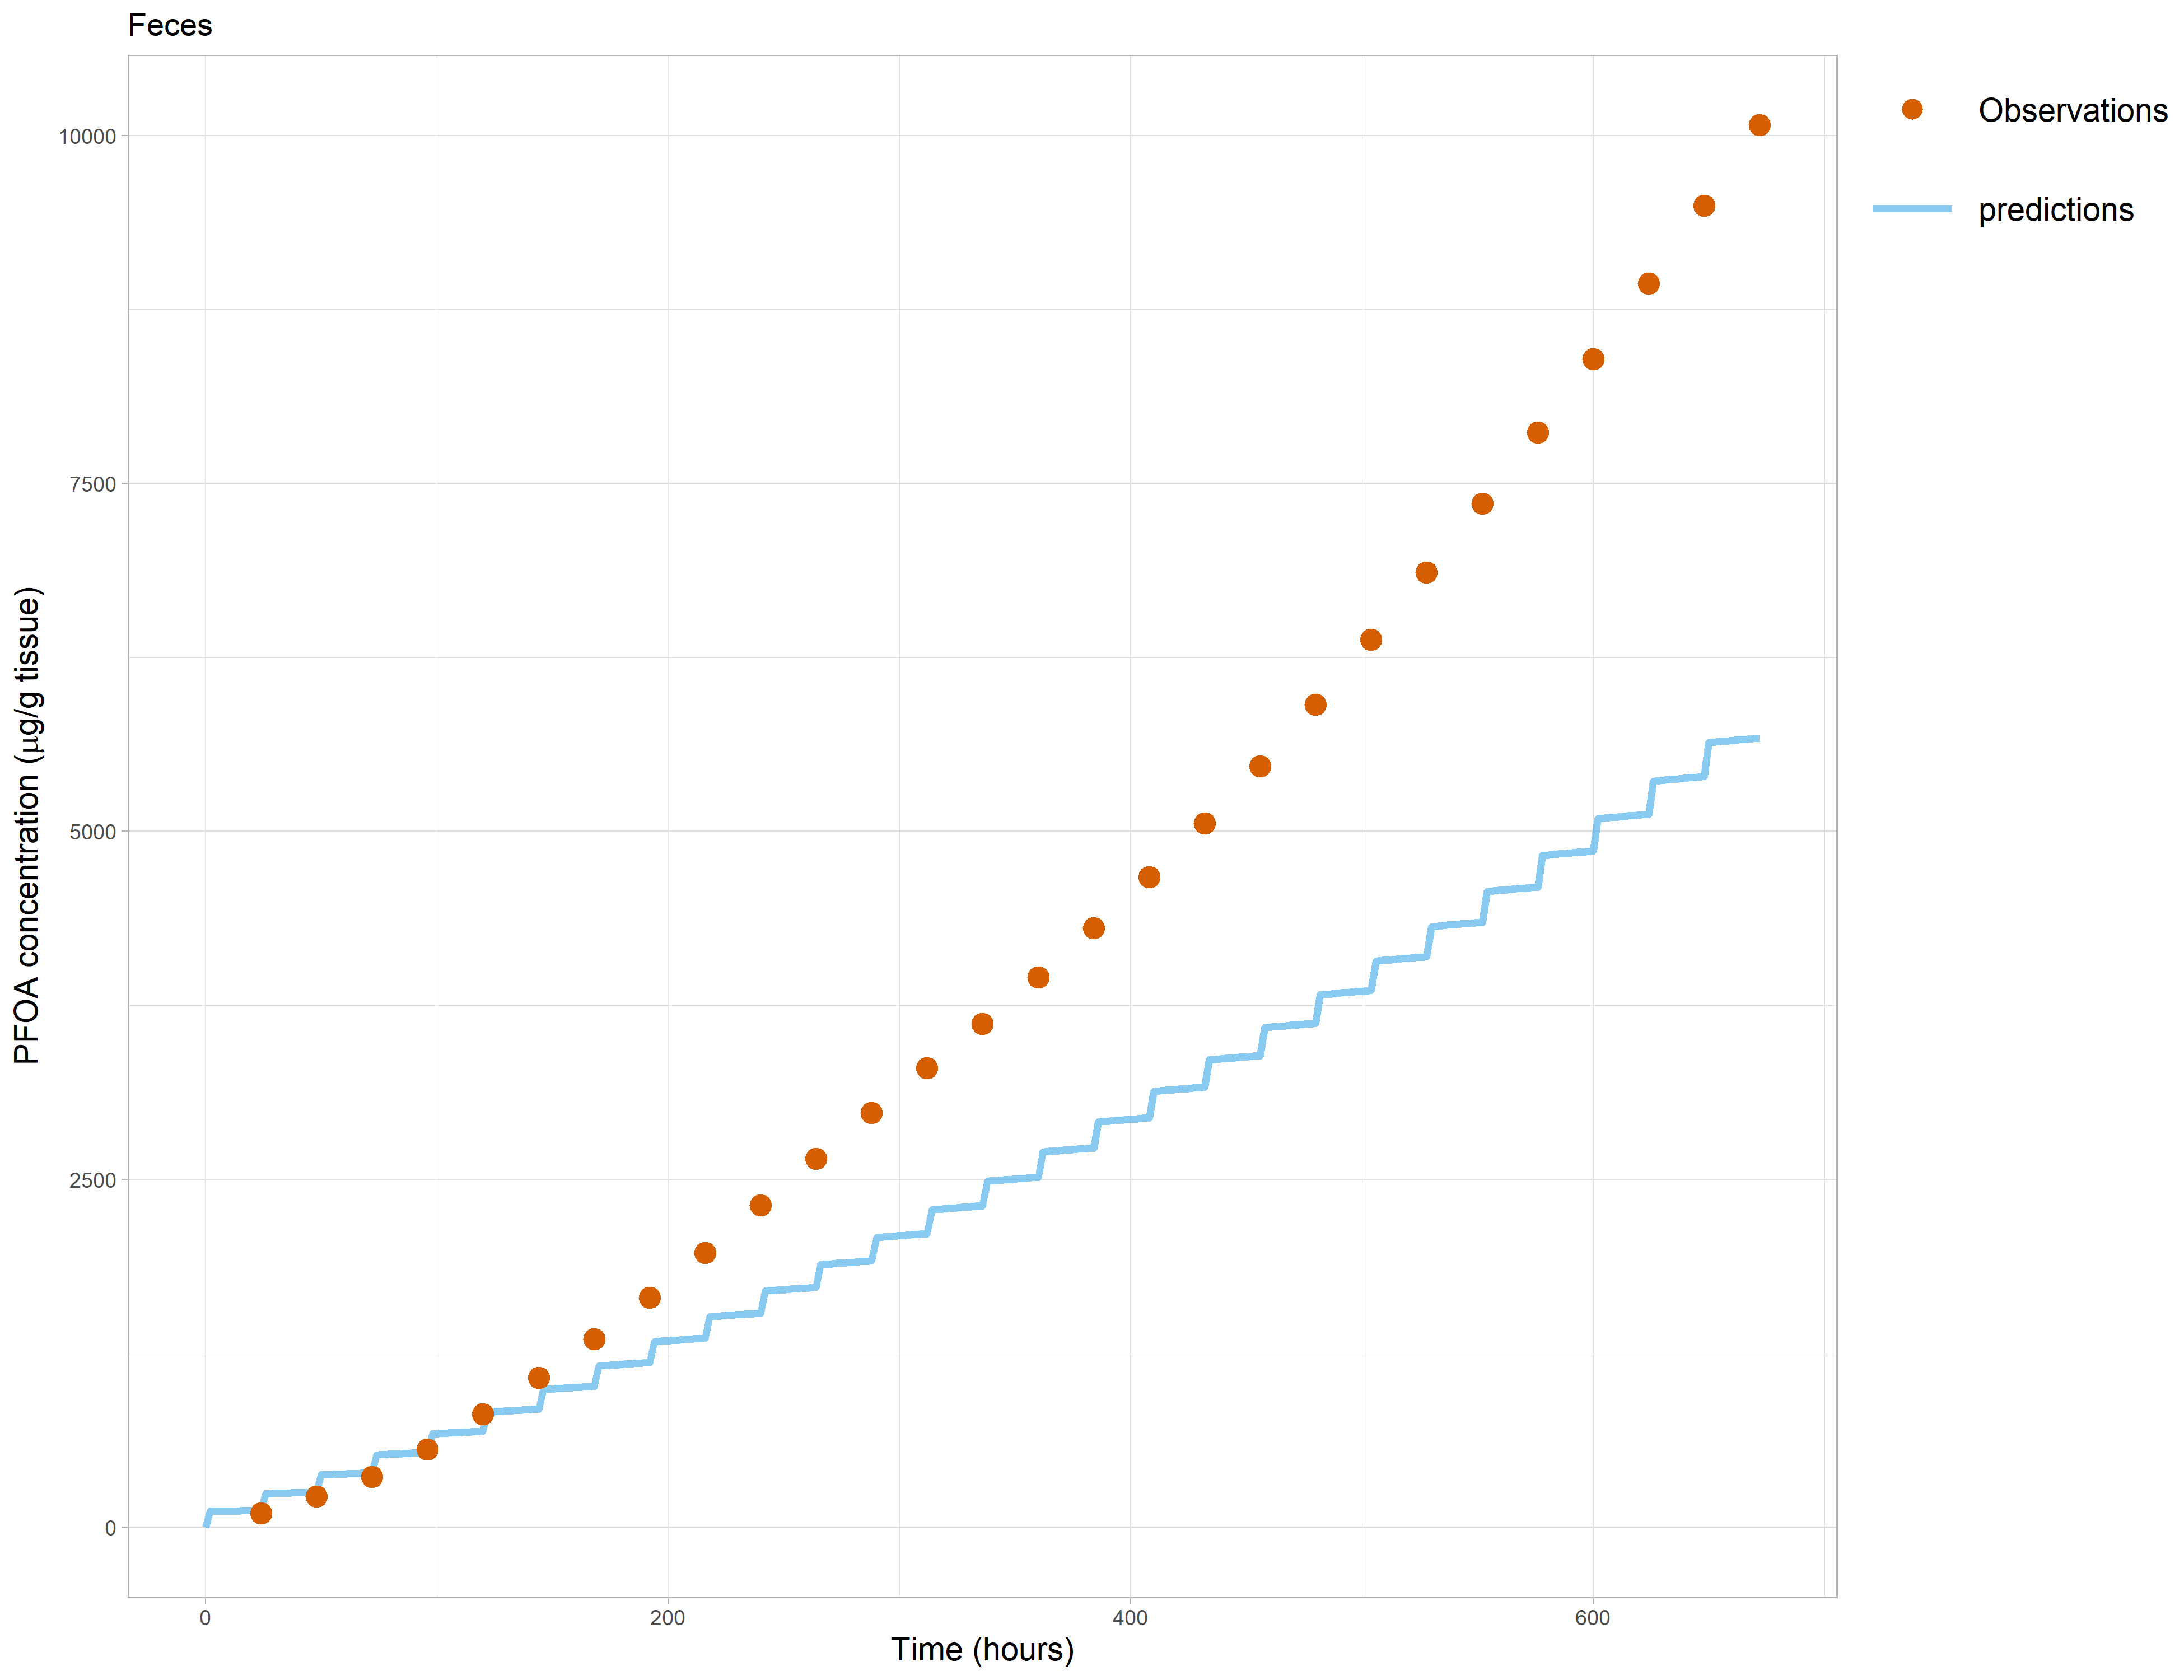 Feces
Observations
predictions
10000
7500
5000
2500
0
PFOA concentration (μg/g tissue)
0 200 400 600
Time (hours)